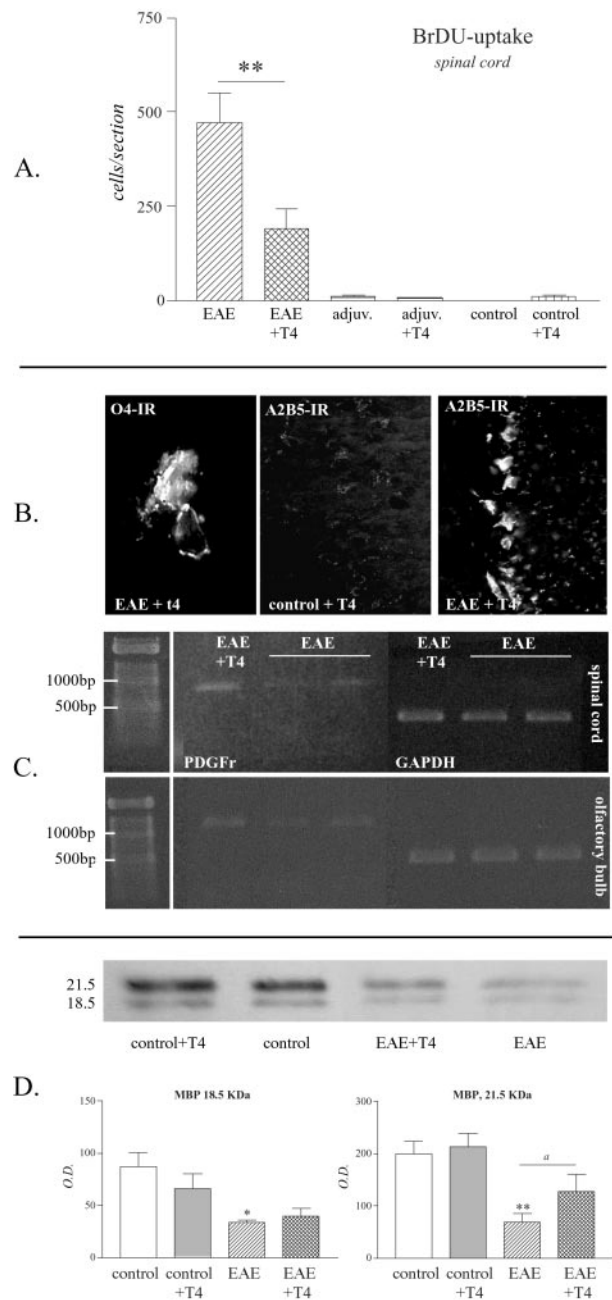 750
BrDU-uptake
spinal cord
**
500
cells/section
A.
250
0
EAE
EAE
+T4
adjuv.
adjuv.
+T4
control
control
+T4
O4-IR
A2B5-IR
A2B5-IR
B.
EAE + t4
control + T4
EAE + T4
EAE
+T4
EAE
EAE
+T4
EAE
1000bp
500bp
spinal cord
PDGFr
GAPDH
C.
1000bp
500bp
olfactory bulb
21.5
18.5
control+T4
control
EAE+T4
EAE
D.
MBP 18.5 KDa
150
100
O.D.
50
0
*
control
control
+T4
EAE
EAE
+T4
MBP, 21.5 KDa
300
200
O.D.
100
0
a
**
control
control
+T4
EAE
EAE
+T4